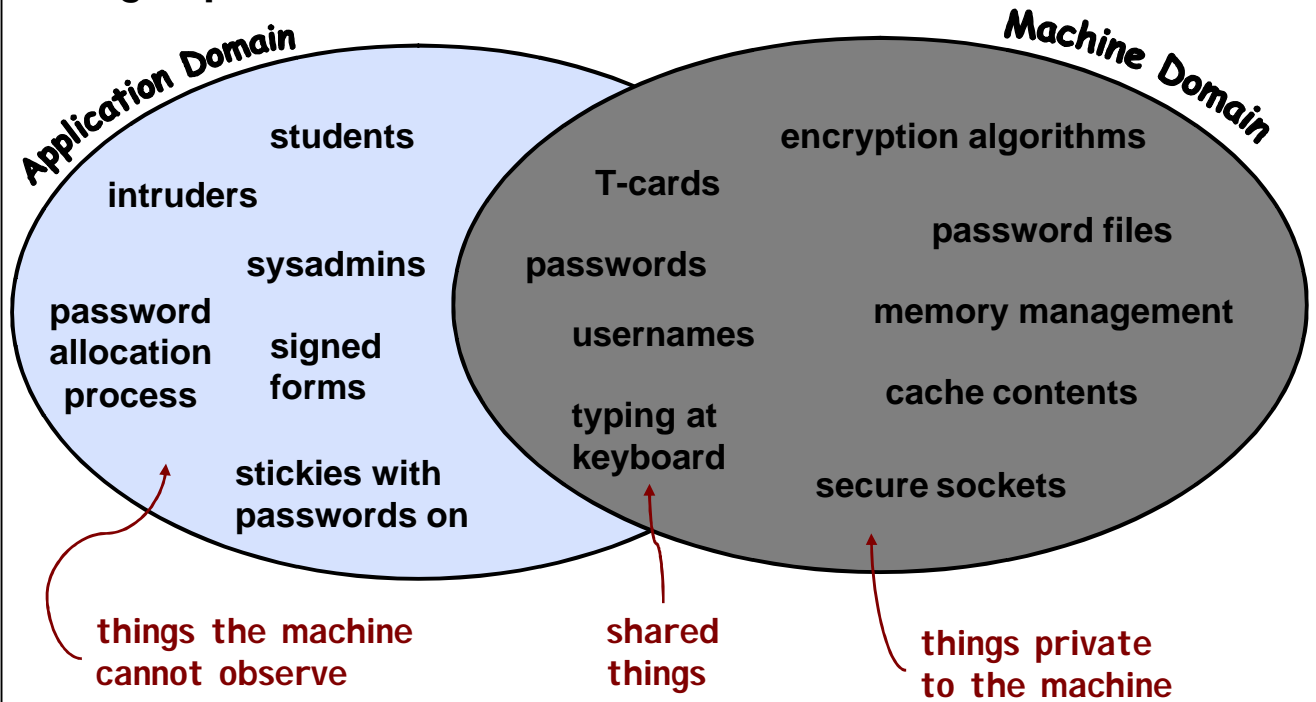 Application Domain
Machine Domain
students
intruders
sysadmins
password
allocation
process
signed
forms
stickies with
passwords on
T-cards
passwords
usernames
typing at
keyboard
encryption algorithms
password files
memory management
cache contents
secure sockets
things the machine
cannot observe
shared
things
things private
to the machine